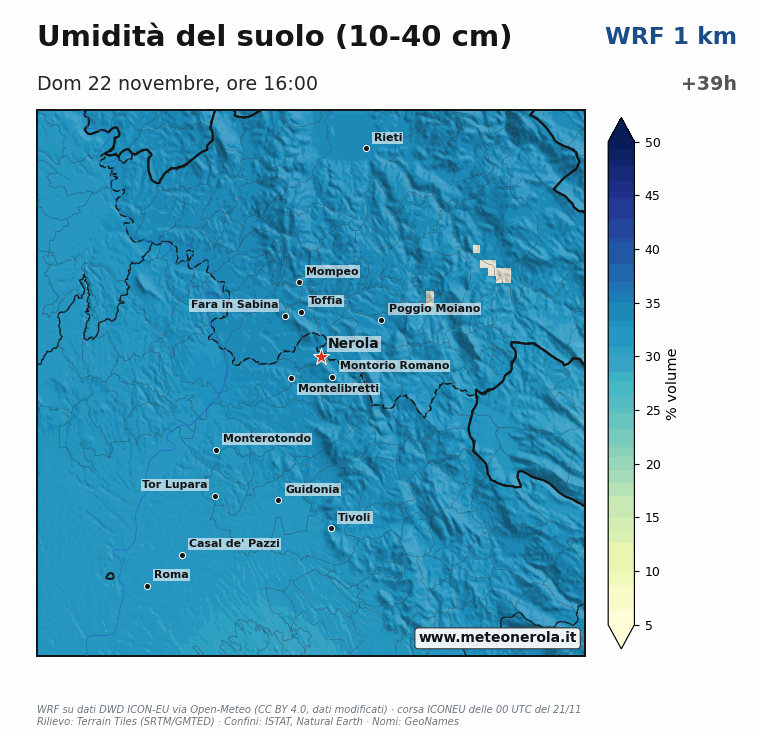 Umidità del suolo (10-40 cm)
WRF 1 km
Dom 22 novembre, ore 16:00
+39h
Rieti
Mompeo
Toffia
Fara in Sabina
Poggio Moiano
Nerola
Montorio Romano
Montelibretti
Monterotondo
Tor Lupara
Guidonia
Tivoli
Casal de' Pazzi
Roma
www.meteonerola.it
50
45
40
35
30
25
20
15
10
5
% volume
WRF su dati DWD ICON-EU via Open-Meteo (CC BY 4.0, dati modificati) · corsa ICONEU delle 00 UTC del 21/11
Rilievo: Terrain Tiles (SRTM/GMTED) · Confini: ISTAT, Natural Earth · Nomi: GeoNames